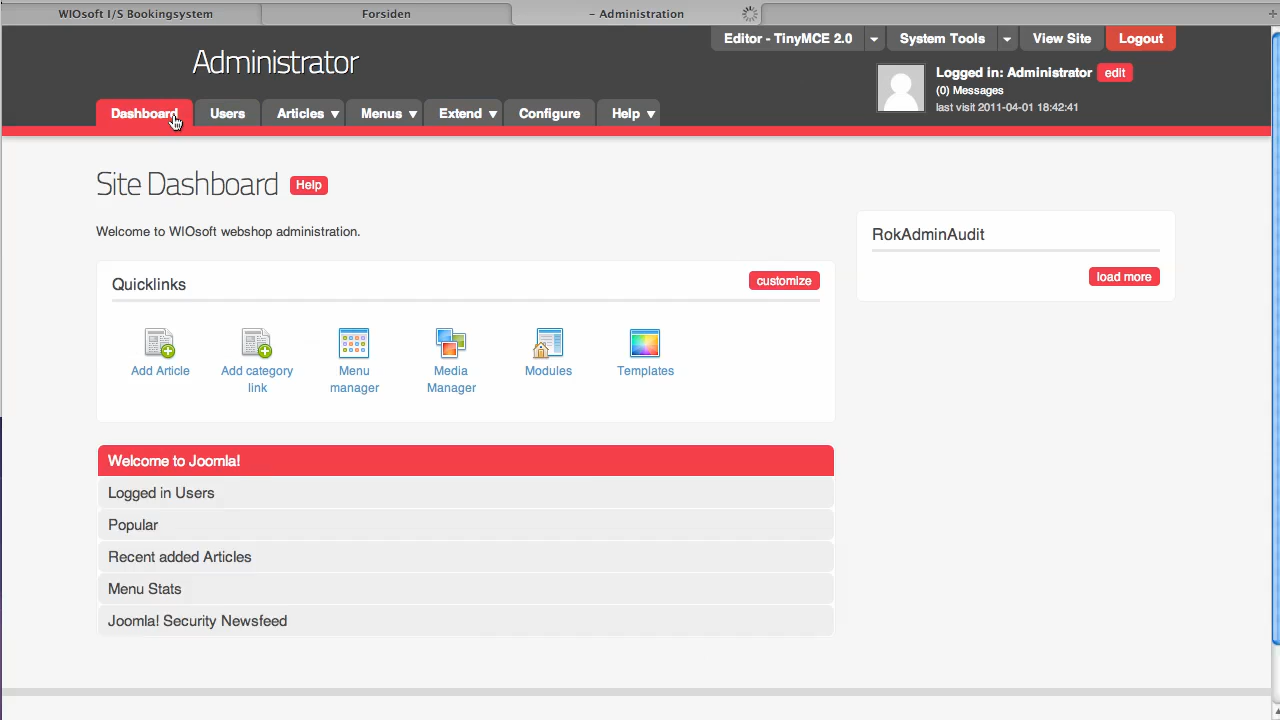 WIOsoft I/S Bookingsystem
Forsiden
- Administration
Editor - TinyMCE 2.0
System Tools
View Site
Logout
Administrator
Logged in: Administrator edit
(0) Messages
last visit 2011-04-01 18:42:41
Dashboard
Users
Articles
Menus
Extend
Configure
Help
Site Dashboard Help
Welcome to WIOsoft webshop administration.
RokAdminAudit
load more
Quicklinks
customize
Add Article
Add category
link
Menu
manager
Media
Manager
Modules
Templates
Welcome to Joomla!
Logged in Users
Popular
Recent added Articles
Menu Stats
Joomla! Security Newsfeed